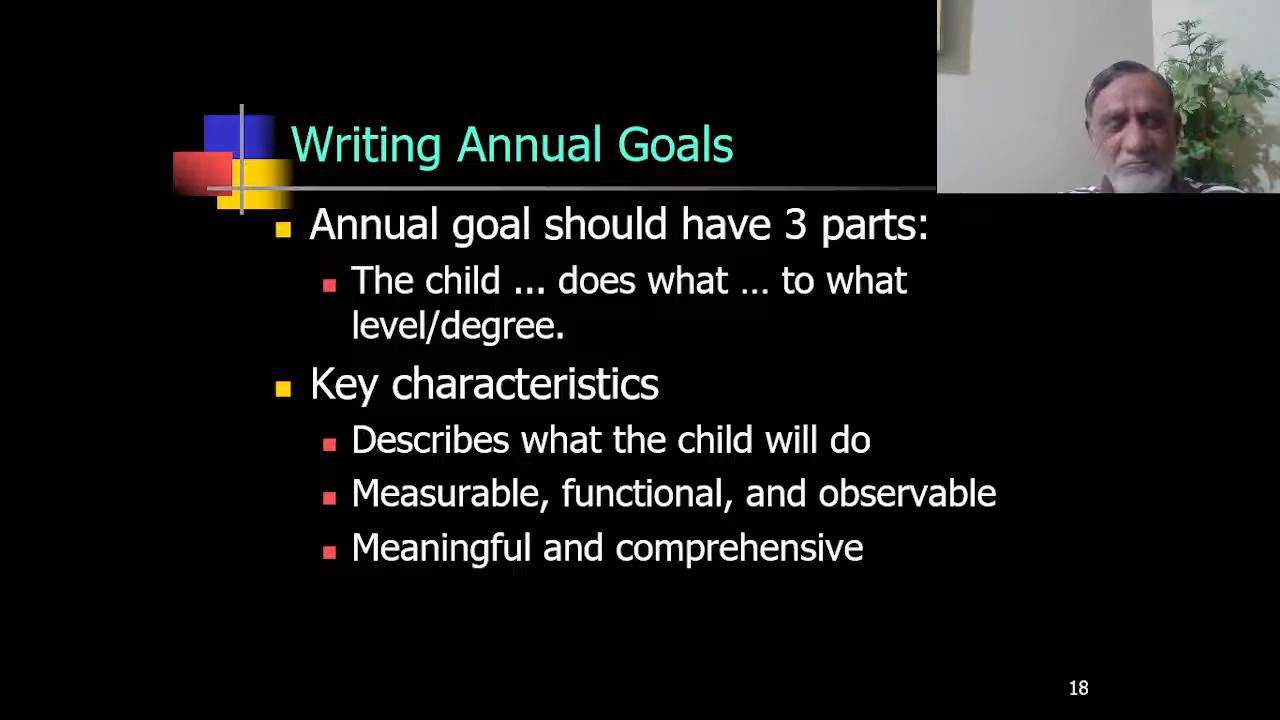 Writing Annual Goals
Annual goal should have 3 parts:
The child ... does what … to what
level/degree.
Key characteristics
Describes what the child will do
Measurable, functional, and observable
Meaningful and comprehensive
18